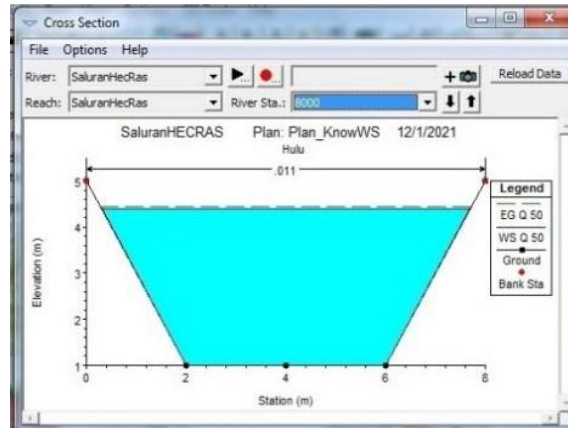 Cross Section
File Options Help
River: SaluranHecRas
Reload Data
Reach: SaluranHecRas River Sta.: 8000
SaluranHECRAS Plan: Plan_KnowWS 12/1/2021
Hulu
.011
Legend
EG Q 50
WS Q 50
Ground
Bank Sta
Elevation (m)
5
4
3
2
1
0 2 4 6 8
Station (m)